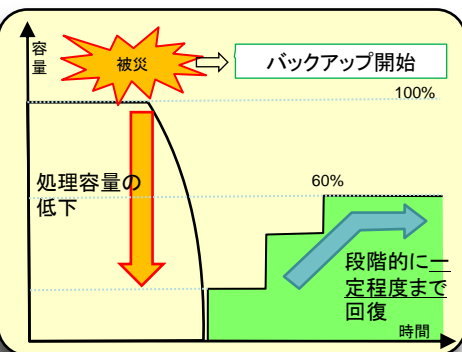 容
量
被災
バックアップ開始
100%
処理容量の
低下
60%
段階的に一
定程度まで
回復
時間